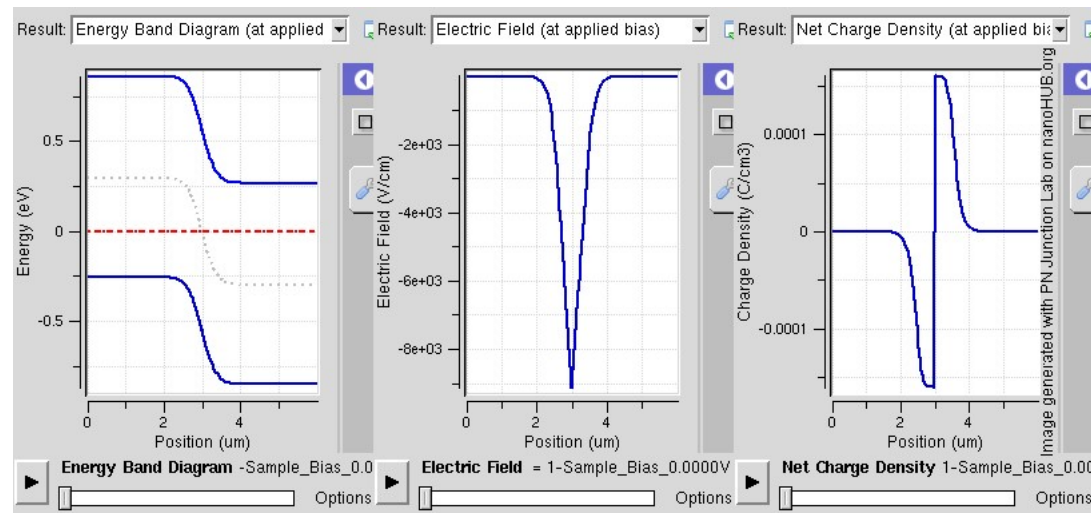 Result: Energy Band Diagram (at applied
Energy (eV)
0.5
0
-0.5
0 2 4
Position (um)
Energy Band Diagram -Sample_Bias_0.0
Options
Result: Electric Field (at applied bias)
Electric Field (V/cm)
-2e+03
-4e+03
-6e+03
-8e+03
0 2 4
Position (um)
Electric Field = 1-Sample_Bias_0.0000V
Options
Result: Net Charge Density (at applied bia
Charge Density (C/cm3)
0.0001
0
-0.0001
0 2 4
Position (um)
Net Charge Density 1-Sample_Bias_0.00
Options
Image generated with PN Junction Lab on nanoHUB.org